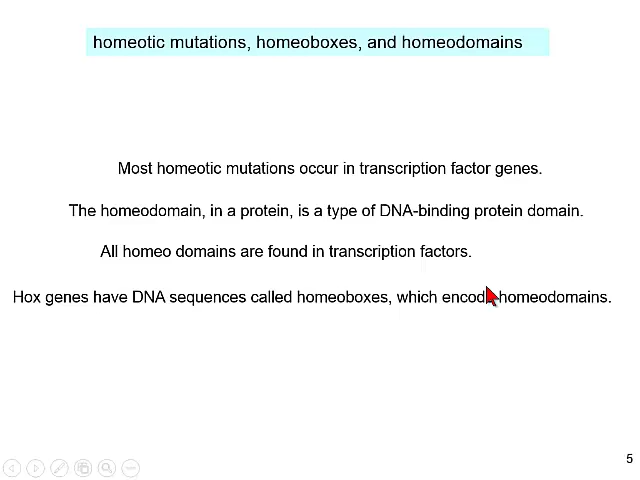 homeotic mutations, homeoboxes, and homeodomains
Most homeotic mutations occur in transcription factor genes.
The homeodomain, in a protein, is a type of DNA-binding protein domain.
All homeo domains are found in transcription factors.
Hox genes have DNA sequences called homeoboxes, which encode homeodomains.
5